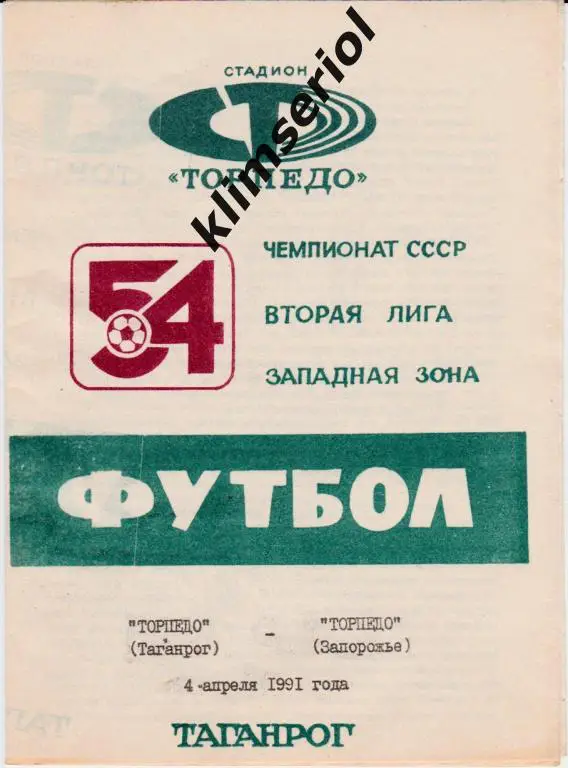 СТАДИОН
СТ
«ТОРПЕДО»
klimseriol
54
ЧЕМПИОНАТ СССР
ВТОРАЯ ЛИГА
ЗАПАДНАЯ ЗОНА
ФУТБОЛ
"ТОРПЕДО" - "ТОРПЕДО"
(Таганрог) (Запорожье)
4 апреля 1991 года
ТАГАНРОГ